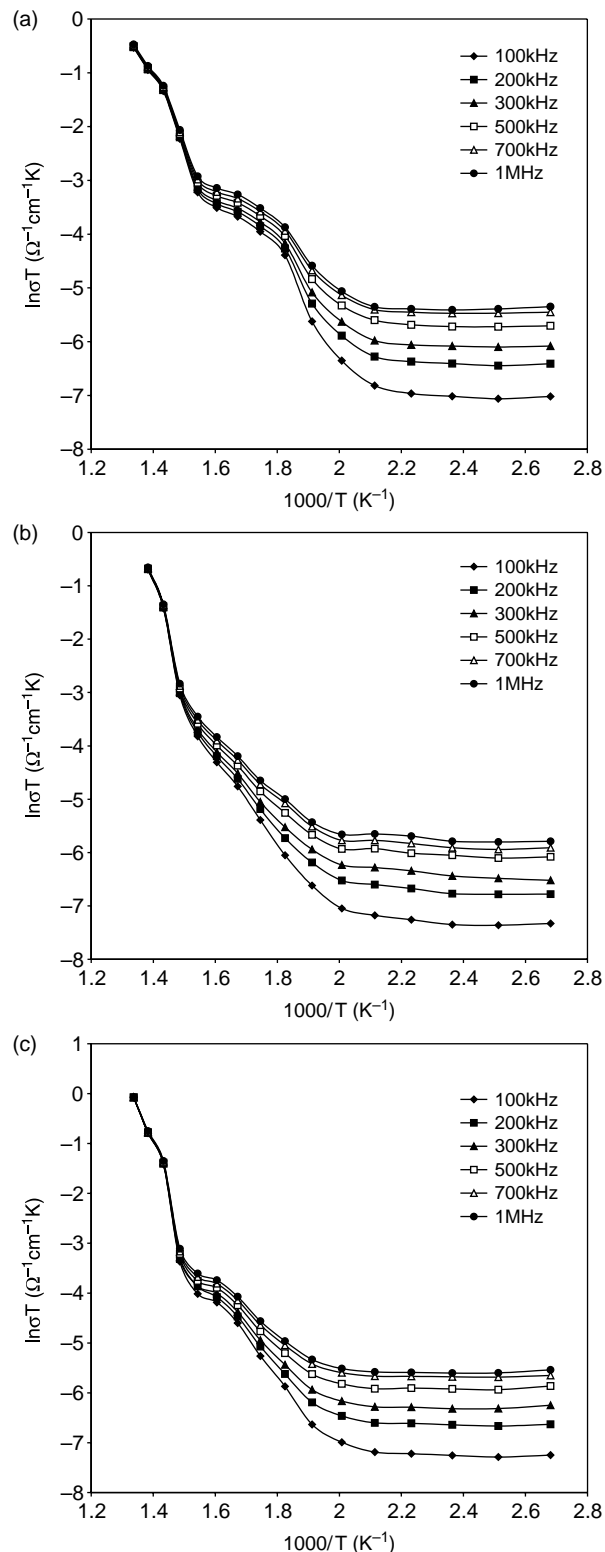 (a)
0
–1
–2
–3
–4
–5
–6
–7
–8
lnσT (Ω⁻¹cm⁻¹K)
100kHz
200kHz
300kHz
500kHz
700kHz
1MHz
1.2 1.4 1.6 1.8 2 2.2 2.4 2.6 2.8
1000/T (K⁻¹)
(b)
0
–1
–2
–3
–4
–5
–6
–7
–8
lnσT (Ω⁻¹cm⁻¹K)
100kHz
200kHz
300kHz
500kHz
700kHz
1MHz
1.2 1.4 1.6 1.8 2 2.2 2.4 2.6 2.8
1000/T (K⁻¹)
(c)
1
0
–1
–2
–3
–4
–5
–6
–7
–8
lnσT (Ω⁻¹cm⁻¹K)
100kHz
200kHz
300kHz
500kHz
700kHz
1MHz
1.2 1.4 1.6 1.8 2 2.2 2.4 2.6 2.8
1000/T (K⁻¹)